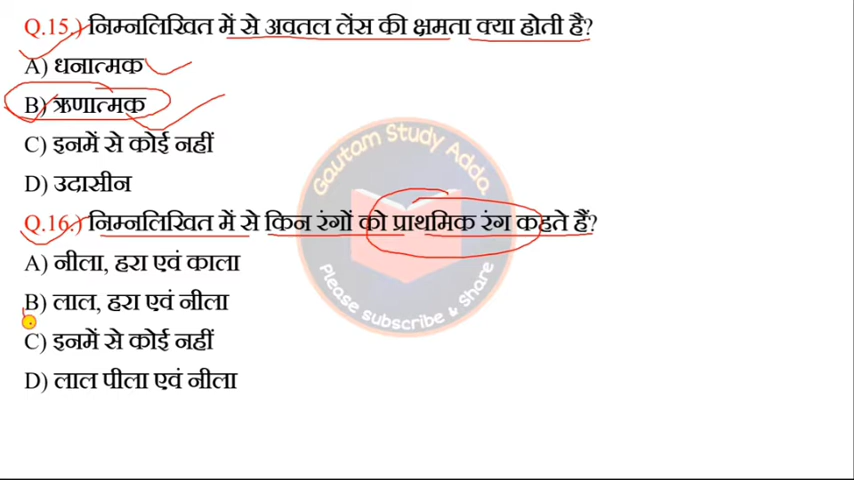 Q.15.) निम्नलिखित में से अवतल लेंस की क्षमता क्या होती है?
A) धनात्मक
B) ऋणात्मक
C) इनमें से कोई नहीं
D) उदासीन
Q.16.) निम्नलिखित में से किन रंगों को प्राथमिक रंग कहते हैं?
A) नीला, हरा एवं काला
B) लाल, हरा एवं नीला
C) इनमें से कोई नहीं
D) लाल पीला एवं नीला
Gautam Study Adda
Please subscribe & share